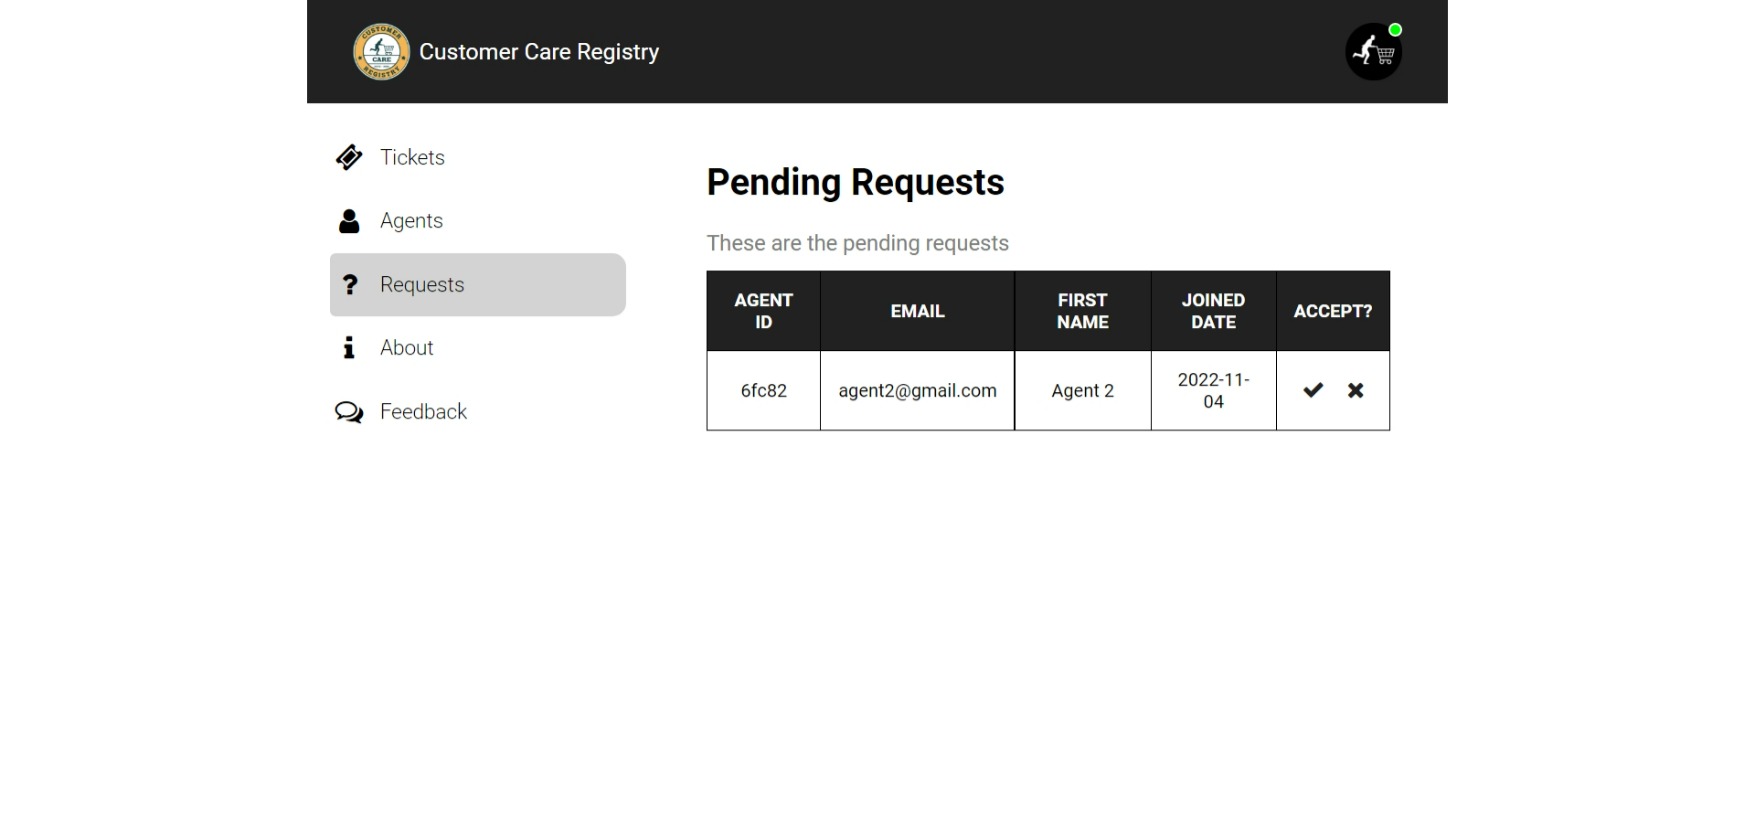 CUSTOMER
CARE
REGISTRY
Customer Care Registry
Tickets
Agents
Requests
About
Feedback
Pending Requests
These are the pending requests
AGENT
ID
EMAIL
FIRST
NAME
JOINED
DATE
ACCEPT?
6fc82
agent2@gmail.com
Agent 2
2022-11-
04